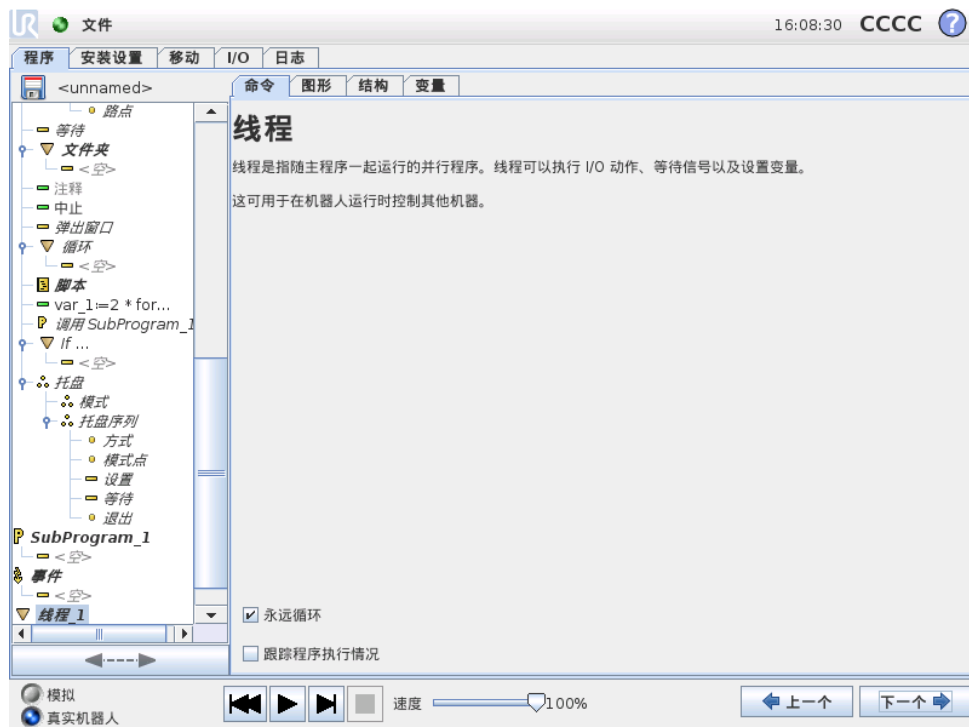 UR 文件 16:08:30 CCCC ?
程序 安装设置 移动 I/O 日志
<unnamed> 命令 图形 结构 变量
路点
等待
文件夹
<空>
注释
中止
弹出窗口
循环
<空>
脚本
var_1:=2 * for...
调用 SubProgram_1
If ...
<空>
托盘
模式
托盘序列
方式
模式点
设置
等待
退出
SubProgram_1
<空>
事件
<空>
线程_1
线程
线程是指随主程序一起运行的并行程序。线程可以执行 I/O 动作、等待信号以及设置变量。
这可用于在机器人运行时控制其他机器。
永远循环
跟踪程序执行情况
模拟
真实机器人
速度 100%
上一个 下一个